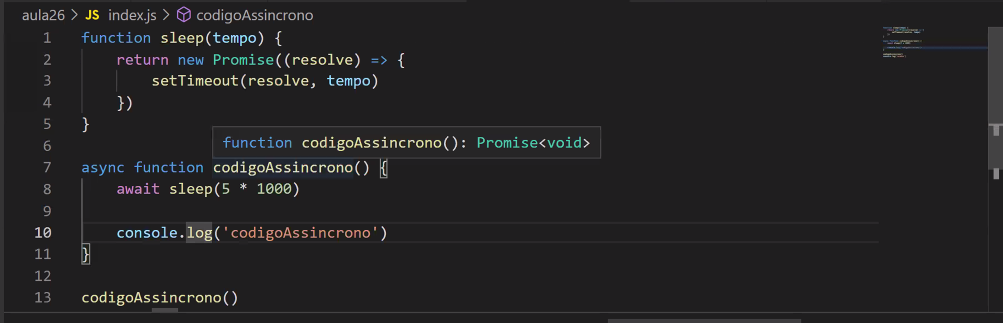 aula26 > JS index.js > codigoAssincrono
1 function sleep(tempo) {
2 return new Promise((resolve) => {
3 setTimeout(resolve, tempo)
4 })
5 }
6
function codigoAssincrono(): Promise<void>
7 async function codigoAssincrono() {
8 await sleep(5 * 1000)
9
10 console.log('codigoAssincrono')
11 }
12
13 codigoAssincrono()